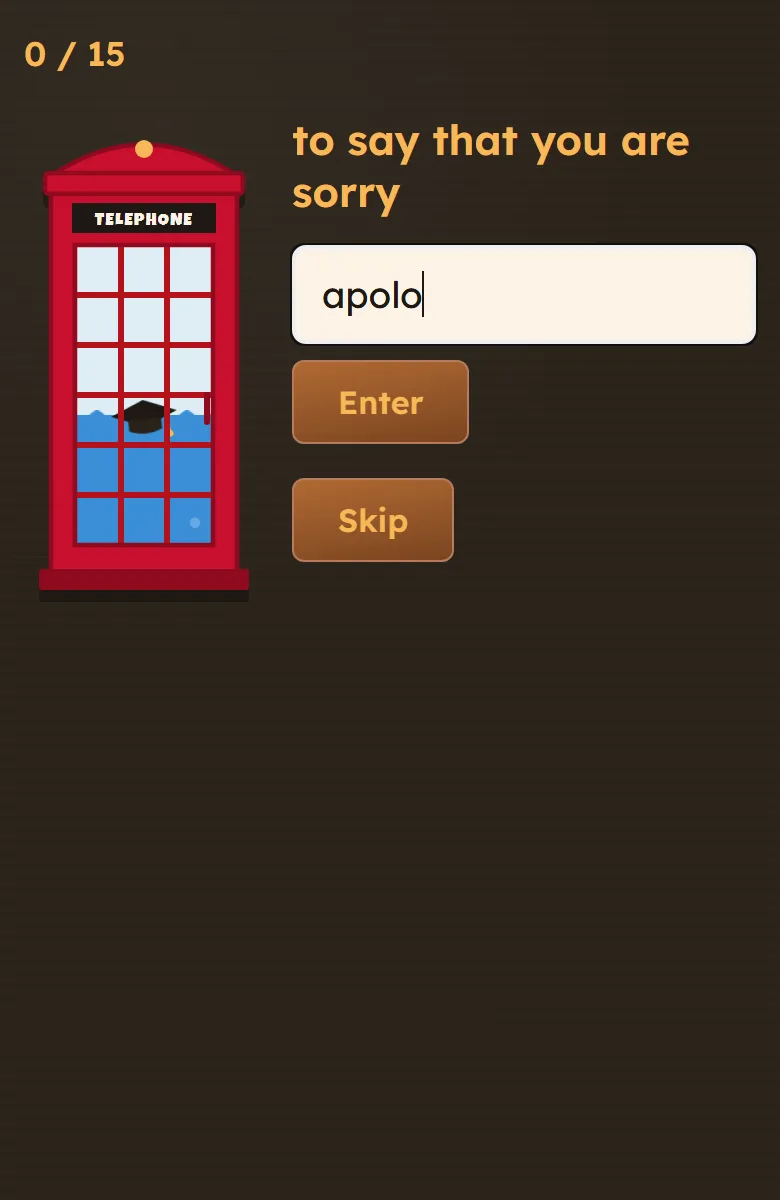 0 / 15
TELEPHONE
to say that you are
sorry
apolo
Enter
Skip